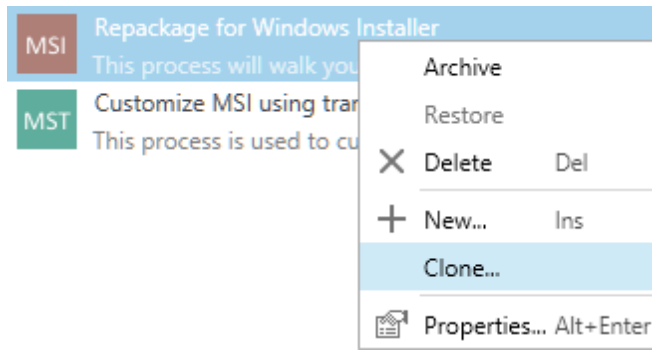 MSI
Repackage for Windows Installer
This process will walk you
MST
Customize MSI using tran
This process is used to cu
Archive
Restore
Delete Del
New... Ins
Clone...
Properties... Alt+Enter